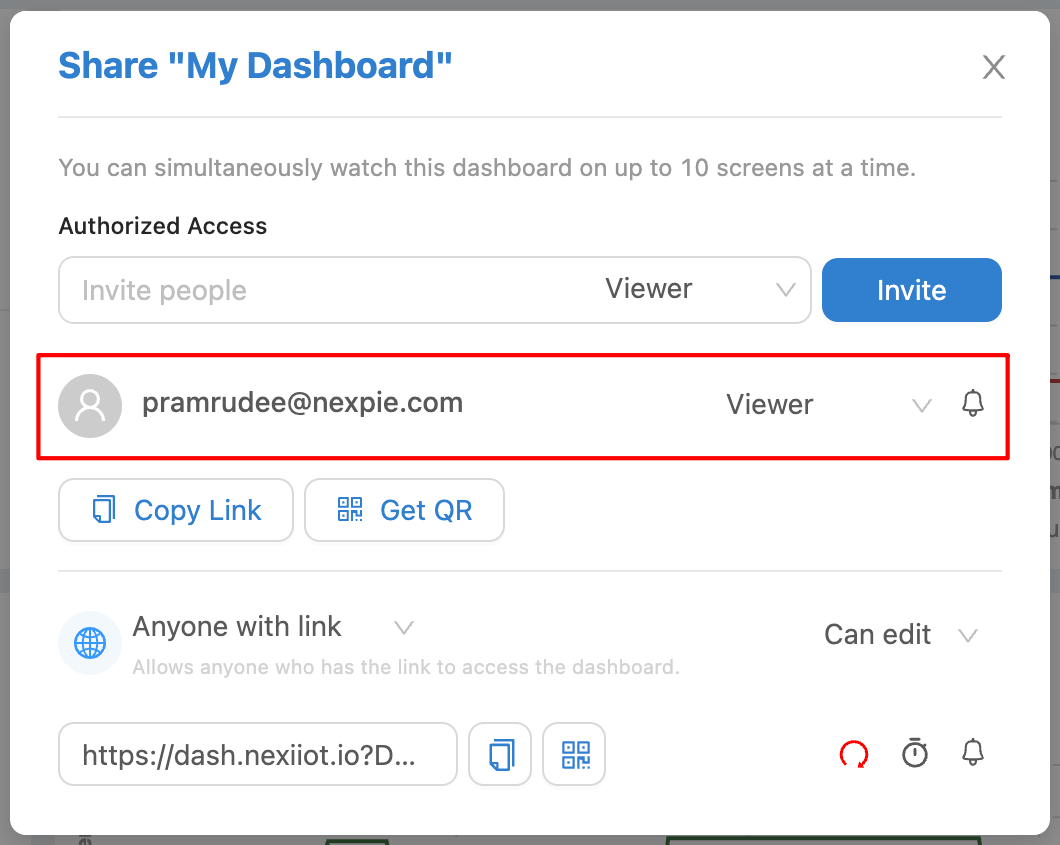 Share "My Dashboard"
You can simultaneously watch this dashboard on up to 10 screens at a time.
Authorized Access
Invite people Viewer Invite
pramrudee@nexpie.com Viewer
Copy Link Get QR
Anyone with link Can edit
Allows anyone who has the link to access the dashboard.
https://dash.nexiiot.io?D...